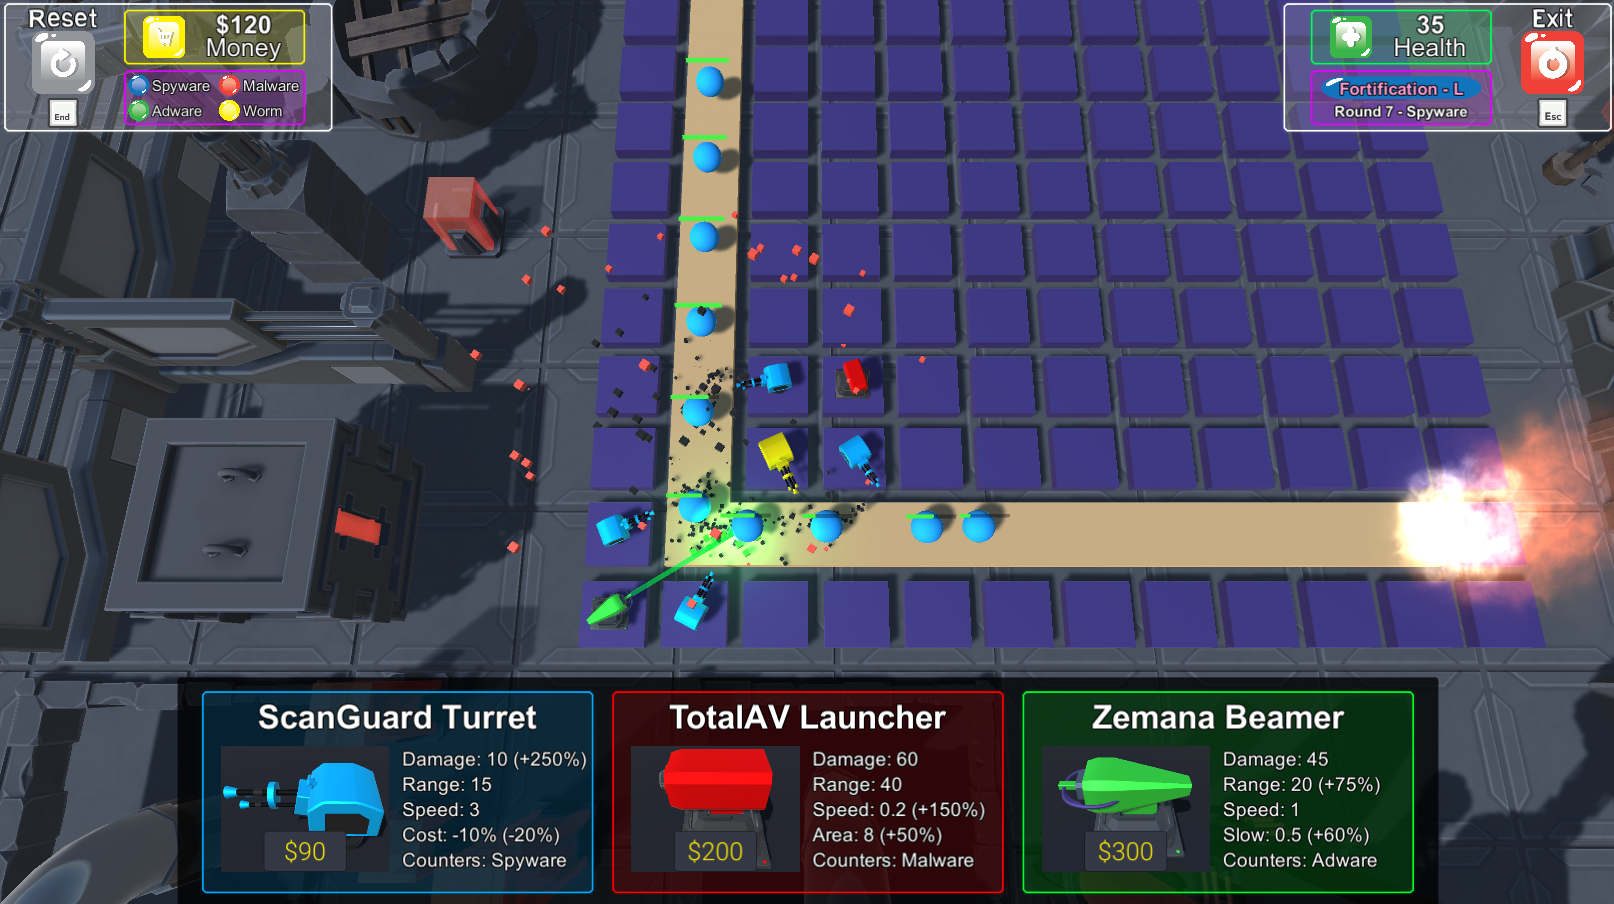 Reset
$120
Money
Spyware
Malware
Adware
Worm
End
35
Health
Exit
Fortification - L
Round 7 - Spyware
Esc
ScanGuard Turret
Damage: 10 (+250%)
Range: 15
Speed: 3
Cost: -10% (-20%)
Counters: Spyware
$90
TotalAV Launcher
Damage: 60
Range: 40
Speed: 0.2 (+150%)
Area: 8 (+50%)
Counters: Malware
$200
Zemana Beamer
Damage: 45
Range: 20 (+75%)
Speed: 1
Slow: 0.5 (+60%)
Counters: Adware
$300